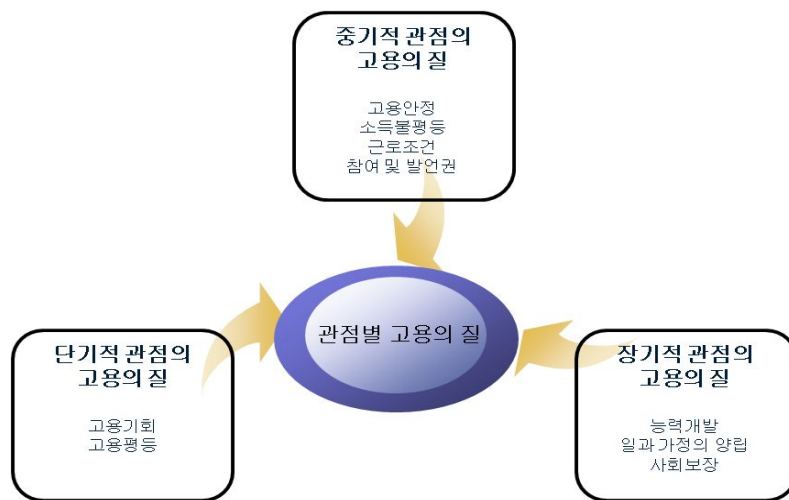 중기적 관점의
고용의 질
고용안정
소득불평등
근로조건
참여 및 발언권
관점별 고용의 질
단기적 관점의
고용의 질
고용기회
고용평등
장기적 관점의
고용의 질
능력개발
일과 가정의 양립
사회보장